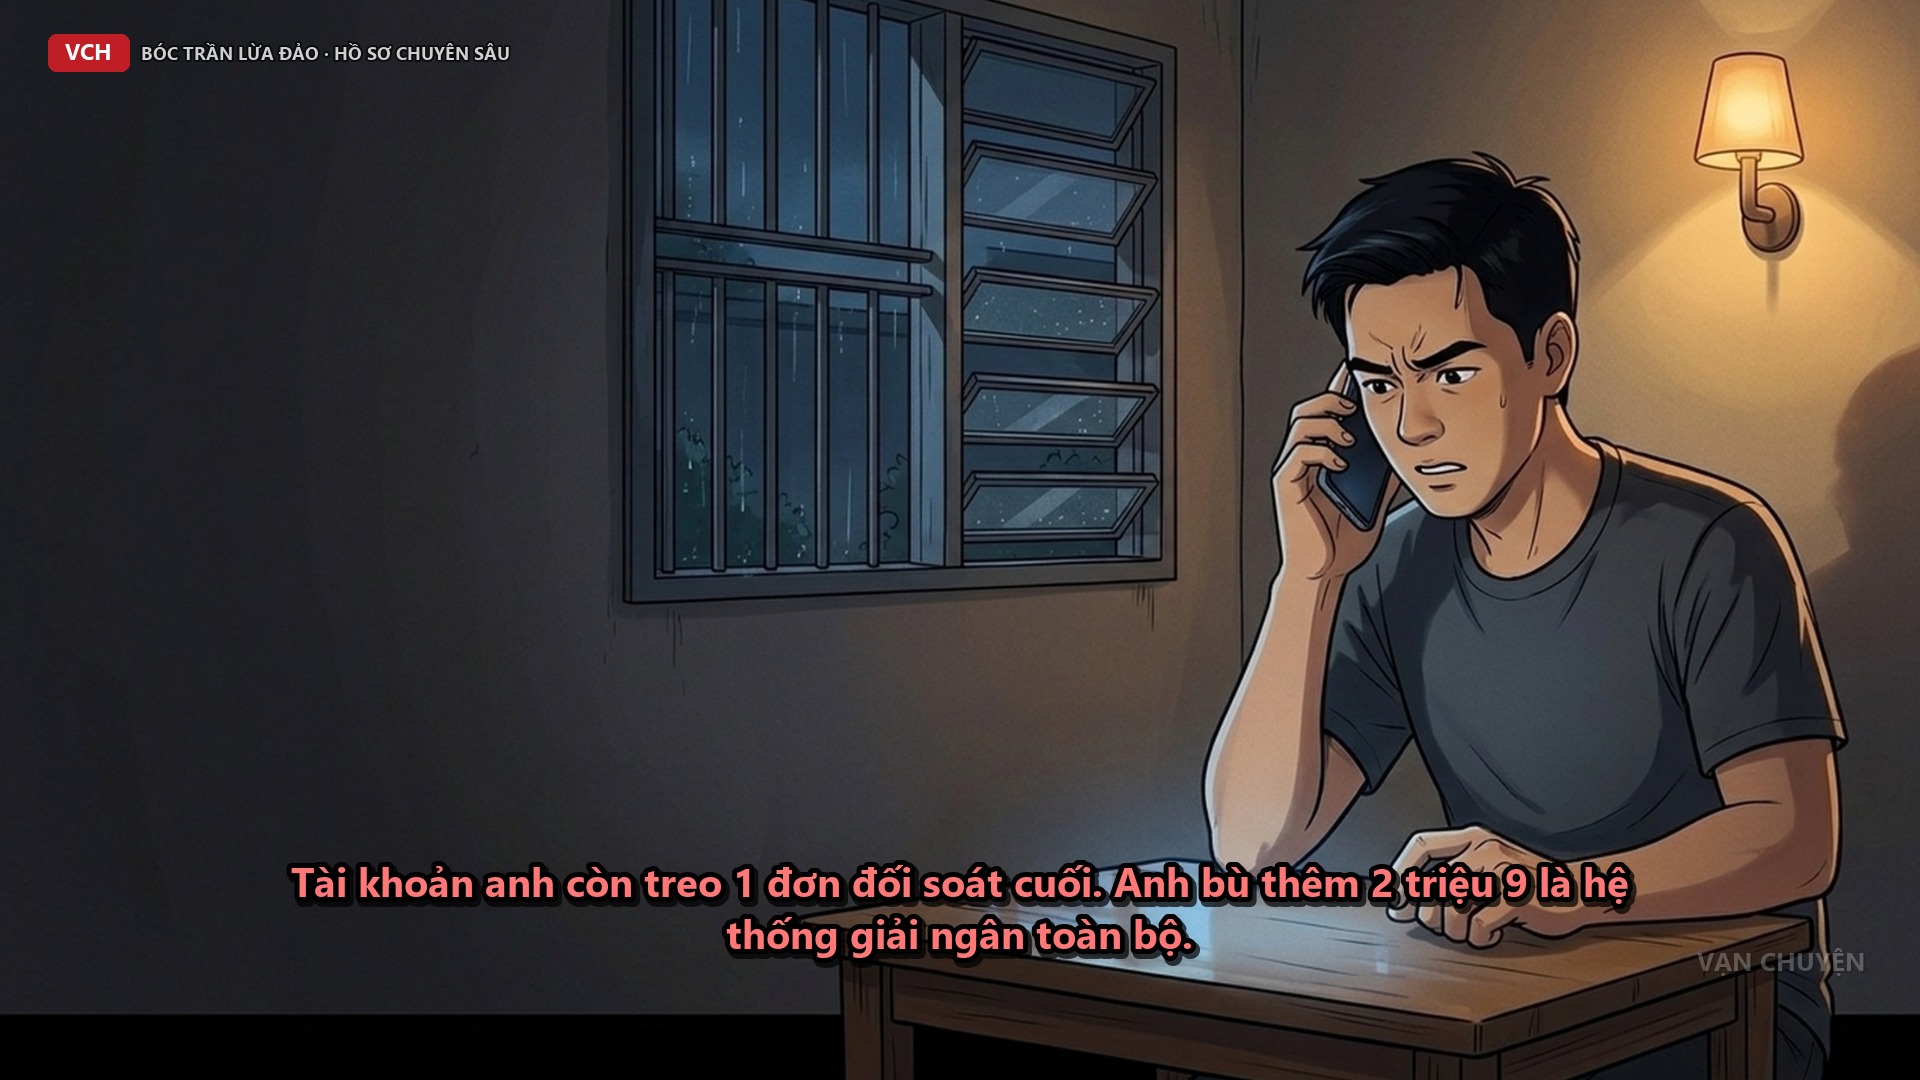 VCH BÓC TRẦN LỪA ĐẢO · HỒ SƠ CHUYÊN SÂU
Tài khoản anh còn treo 1 đơn đối soát cuối. Anh bù thêm 2 triệu 9 là hệ
thống giải ngân toàn bộ.
VẠN CHUYỆN